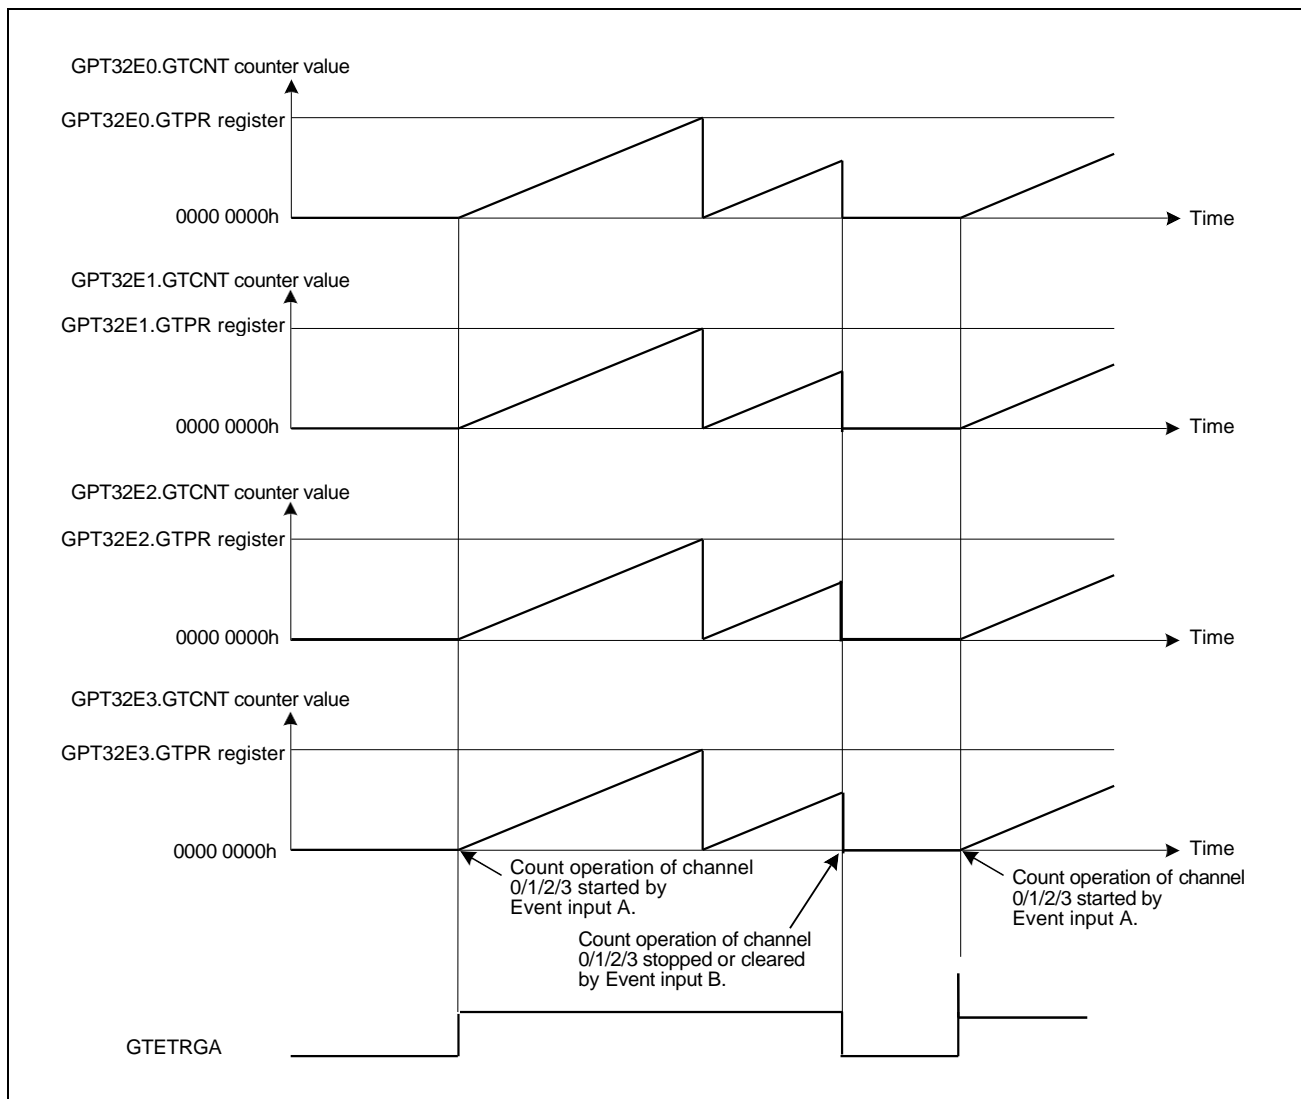 GPT32E0.GTCNT counter value
GPT32E0.GTPR register
0000 0000h
Time
GPT32E1.GTCNT counter value
GPT32E1.GTPR register
0000 0000h
Time
GPT32E2.GTCNT counter value
GPT32E2.GTPR register
0000 0000h
Time
GPT32E3.GTCNT counter value
GPT32E3.GTPR register
0000 0000h
Time
Count operation of channel
0/1/2/3 started by
Event input A.
Count operation of channel
0/1/2/3 stopped or cleared
by Event input B.
Count operation of channel
0/1/2/3 started by
Event input A.
GTETRGA